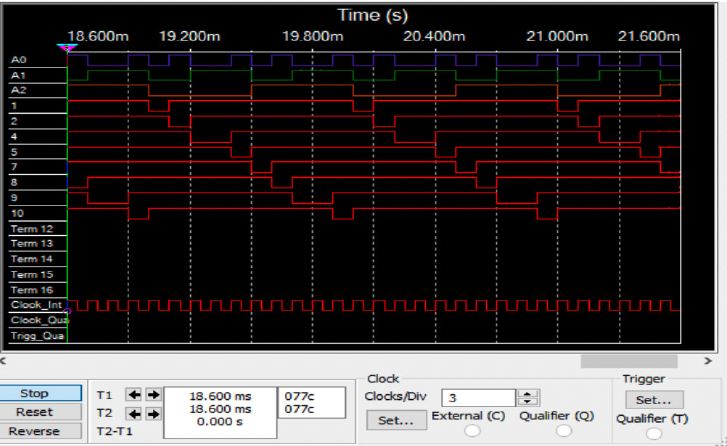 Time (s)
18.600m 19.200m 19.800m 20.400m 21.000m 21.600m
A0
A1
A2
1
2
4
5
7
8
9
10
Term 12
Term 13
Term 14
Term 15
Term 16
Clock_Int
Clock_Qua
Trigg_Qua
Stop
Reset
Reverse
T1
T2
T2-T1
18.600 ms 077c
18.600 ms 077c
0.000 s
Clock
Clocks/Div 3
Set... External (C) Qualifier (Q)
Trigger
Set...
Qualifier (T)